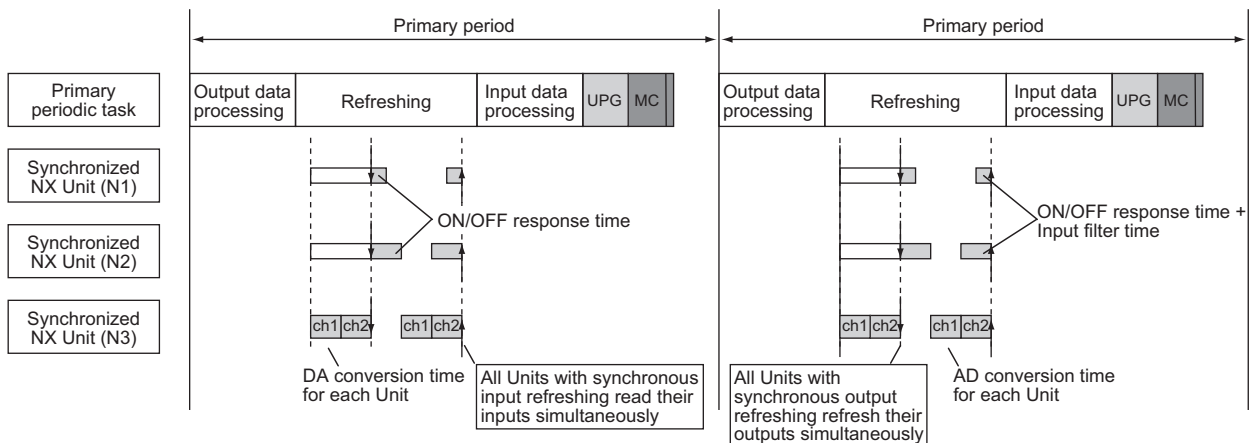 Primary period
Primary period
Primary
periodic task
Output data
processing
Refreshing
Input data
processing
UPG
MC
Output data
processing
Refreshing
Input data
processing
UPG
MC
Synchronized
NX Unit (N1)
ON/OFF response time
ON/OFF response time +
Input filter time
Synchronized
NX Unit (N2)
Synchronized
NX Unit (N3)
ch1
ch2
ch1
ch2
ch1
ch2
ch1
ch2
DA conversion time
for each Unit
All Units with synchronous
input refreshing read their
inputs simultaneously
All Units with
synchronous output
refreshing refresh their
outputs simultaneously
AD conversion time
for each Unit